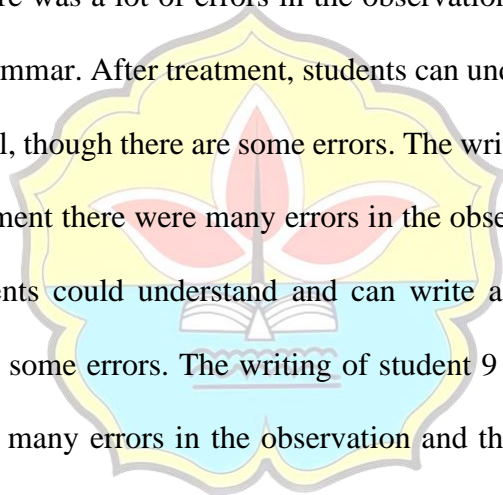 re was a lot of errors in the observation
mmar. After treatment, students can und
l, though there are some errors. The wri
ment there were many errors in the obse
ents could understand and can write a
some errors. The writing of student 9
many errors in the observation and th